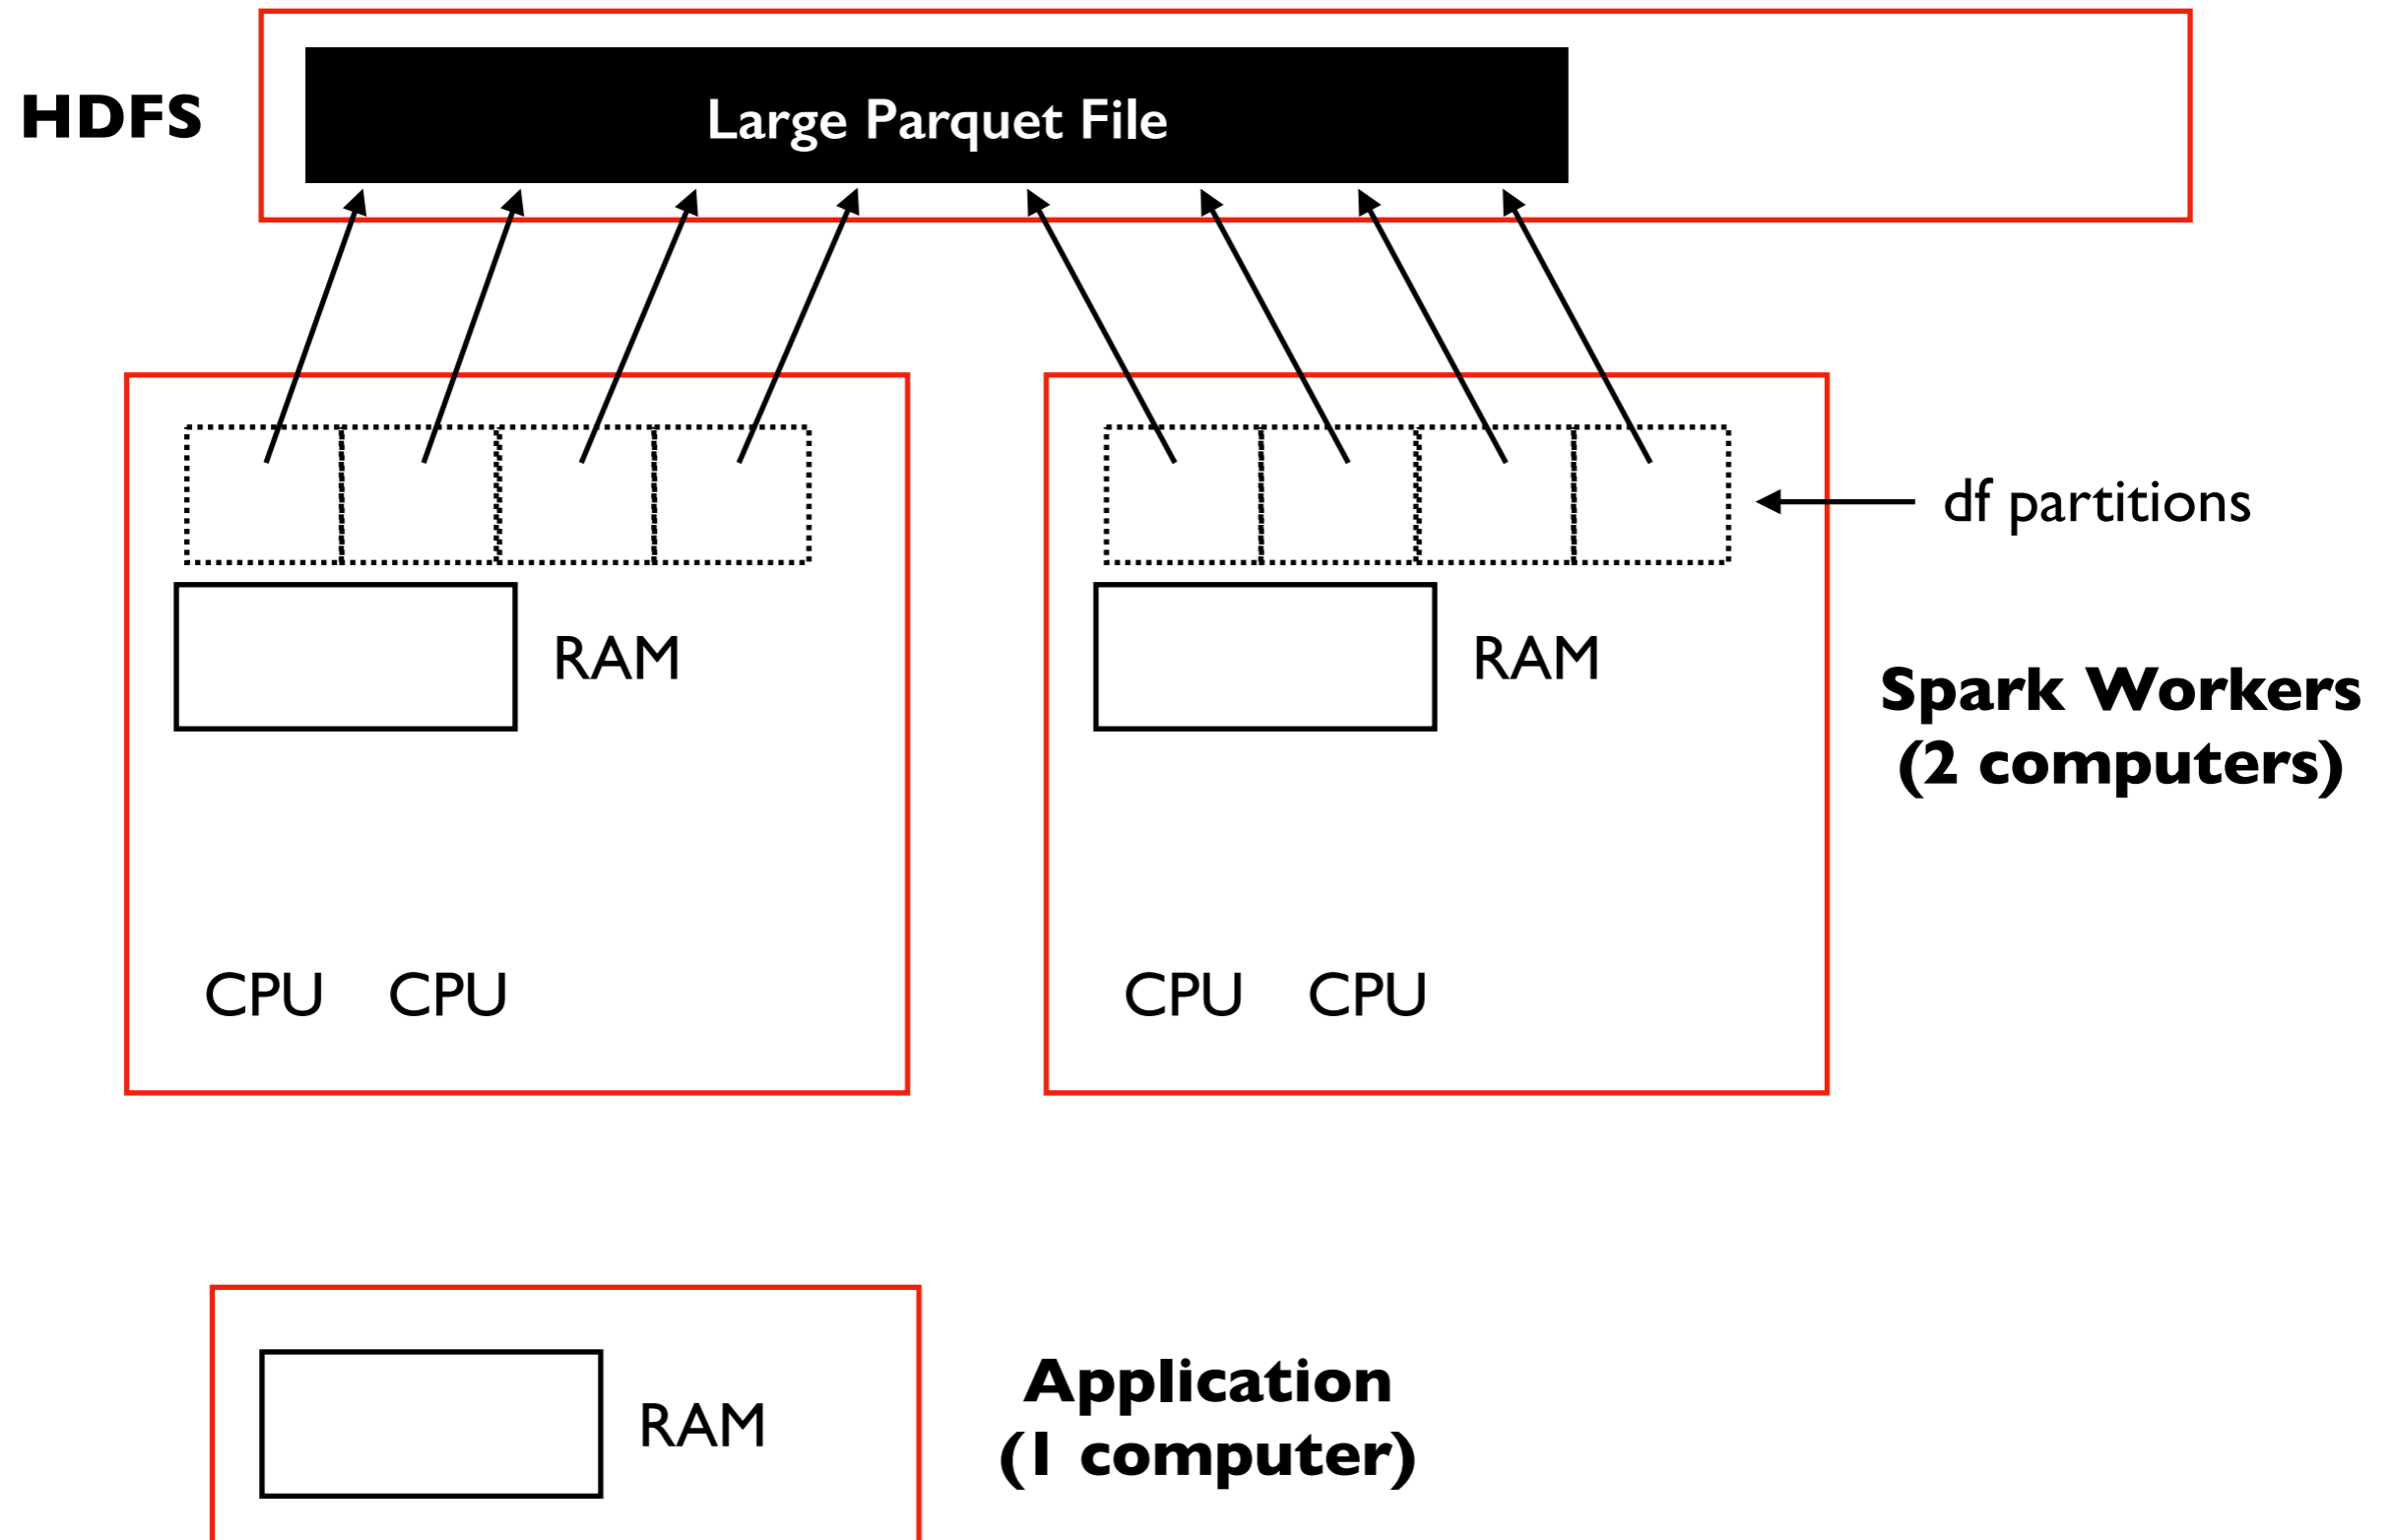 HDFS
Large Parquet File
df partitions
RAM
RAM
Spark Workers
(2 computers)
CPU CPU
CPU CPU
Application
(1 computer)
RAM